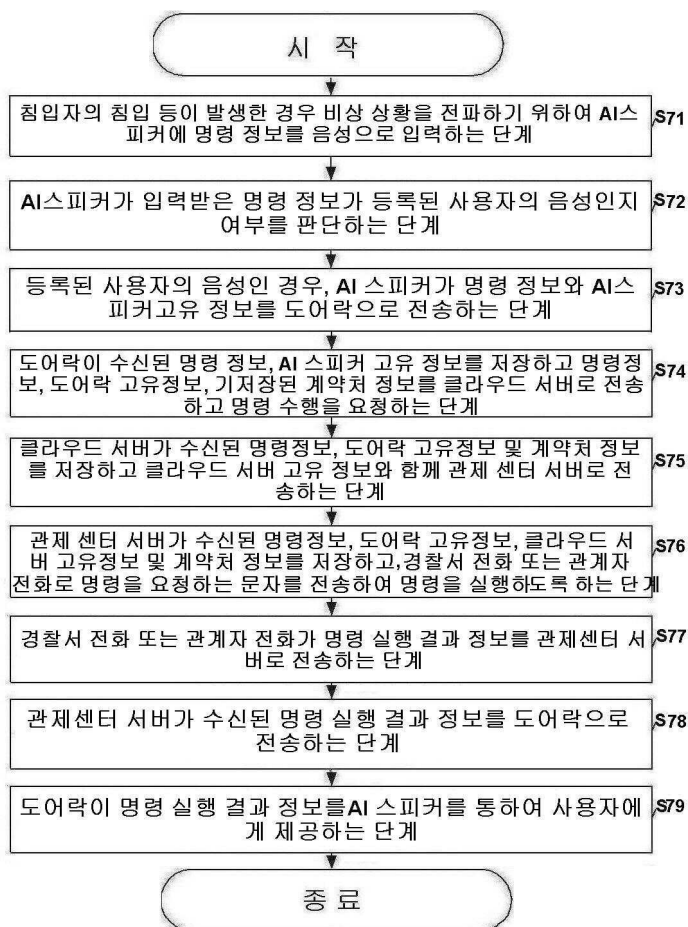 시 작
침입자의 침입 등이 발생한 경우 비상 상황을 전파하기 위하여 AI스
피커에 명령 정보를 음성으로 입력하는 단계
S71
AI스피커가 입력받은 명령 정보가 등록된 사용자의 음성인지
여부를 판단하는 단계
S72
등록된 사용자의 음성인 경우, AI 스피커가 명령 정보와 AI스
피커고유 정보를 도어락으로 전송하는 단계
S73
도어락이 수신된 명령 정보, AI 스피커 고유 정보를 저장하고 명령정
보, 도어락 고유정보, 기저장된 계약처 정보를 클라우드 서버로 전송
하고 명령 수행을 요청하는 단계
S74
클라우드 서버가 수신된 명령정보, 도어락 고유정보 및 계약처 정보
를 저장하고 클라우드 서버 고유 정보와 함께 관제 센터 서버로 전
송하는 단계
S75
관제 센터 서버가 수신된 명령정보, 도어락 고유정보, 클라우드 서
버 고유정보 및 계약처 정보를 저장하고,경찰서 전화 또는 관계자
전화로 명령을 요청하는 문자를 전송하여 명령을 실행하도록 하는 단계
S76
경찰서 전화 또는 관계자 전화가 명령 실행 결과 정보를 관제센터 서
버로 전송하는 단계
S77
관제센터 서버가 수신된 명령 실행 결과 정보를 도어락으로
전송하는 단계
S78
도어락이 명령 실행 결과 정보를AI 스피커를 통하여 사용자에
게 제공하는 단계
S79
종 료